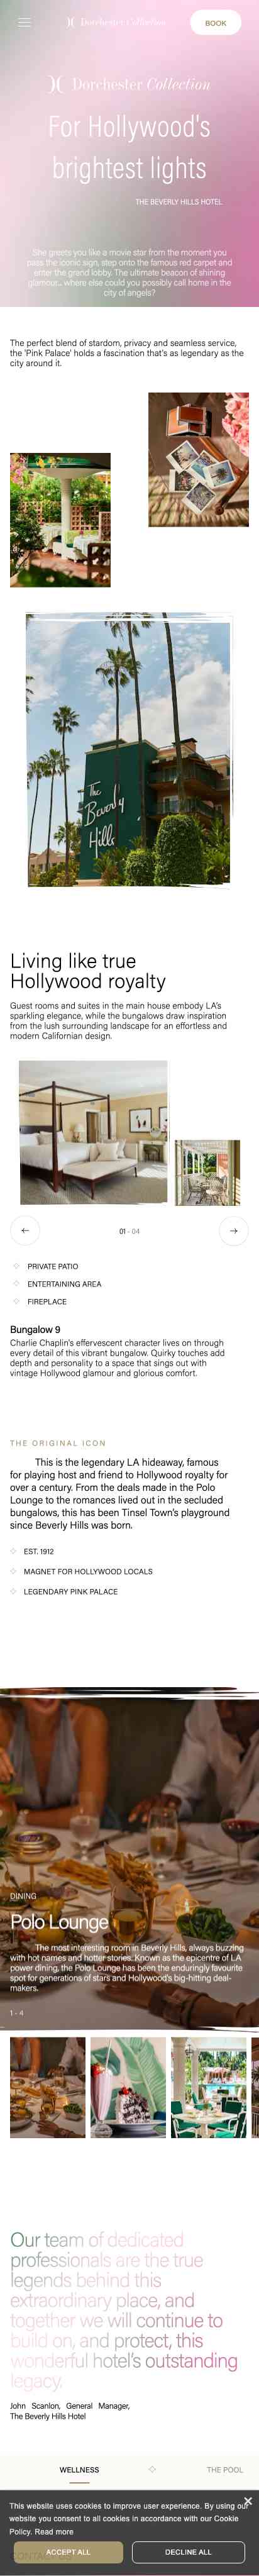 Dorchester Collection
BOOK
Dorchester Collection
For Hollywood's
brightest lights
THE BEVERLY HILLS HOTEL
She greets you like a movie star from the moment you
pass the iconic sign, step onto the famous red carpet and
enter the grand lobby. The ultimate beacon of shining
glamour... where else could you possibly call home in the
city of angels?
The perfect blend of stardom, privacy and seamless service,
the 'Pink Palace' holds a fascination that's as legendary as the
city around it.
The
Beverly
Hills
Living like true
Hollywood royalty
Guest rooms and suites in the main house embody LA's
sparkling elegance, while the bungalows draw inspiration
from the lush surrounding landscape for an effortless and
modern Californian design.
01 - 04
PRIVATE PATIO
ENTERTAINING AREA
FIREPLACE
Bungalow 9
Charlie Chaplin's effervescent character lives on through
every detail of this vibrant bungalow. Quirky touches add
depth and personality to a space that sings out with
vintage Hollywood glamour and glorious comfort.
THE ORIGINAL ICON
This is the legendary LA hideaway, famous
for playing host and friend to Hollywood royalty for
over a century. From the deals made in the Polo
Lounge to the romances lived out in the secluded
bungalows, this has been Tinsel Town's playground
since Beverly Hills was born.
EST. 1912
MAGNET FOR HOLLYWOOD LOCALS
LEGENDARY PINK PALACE
DINING
Polo Lounge
The most interesting room in Beverly Hills, always buzzing
with hot names and hotter stories. Known as the epicentre of LA
power dining, the Polo Lounge has been the enduringly favourite
spot for generations of stars and Hollywood's big-hitting deal-
makers.
1 - 4
Our team of dedicated
professionals are the true
legends behind this
extraordinary place, and
together we will continue to
build on, and protect, this
wonderful hotel's outstanding
legacy.
John Scanlon, General Manager,
The Beverly Hills Hotel
WELLNESS
THE POOL
This website uses cookies to improve user experience. By using our
website you consent to all cookies in accordance with our Cookie
Policy. Read more
ACCEPT ALL
DECLINE ALL